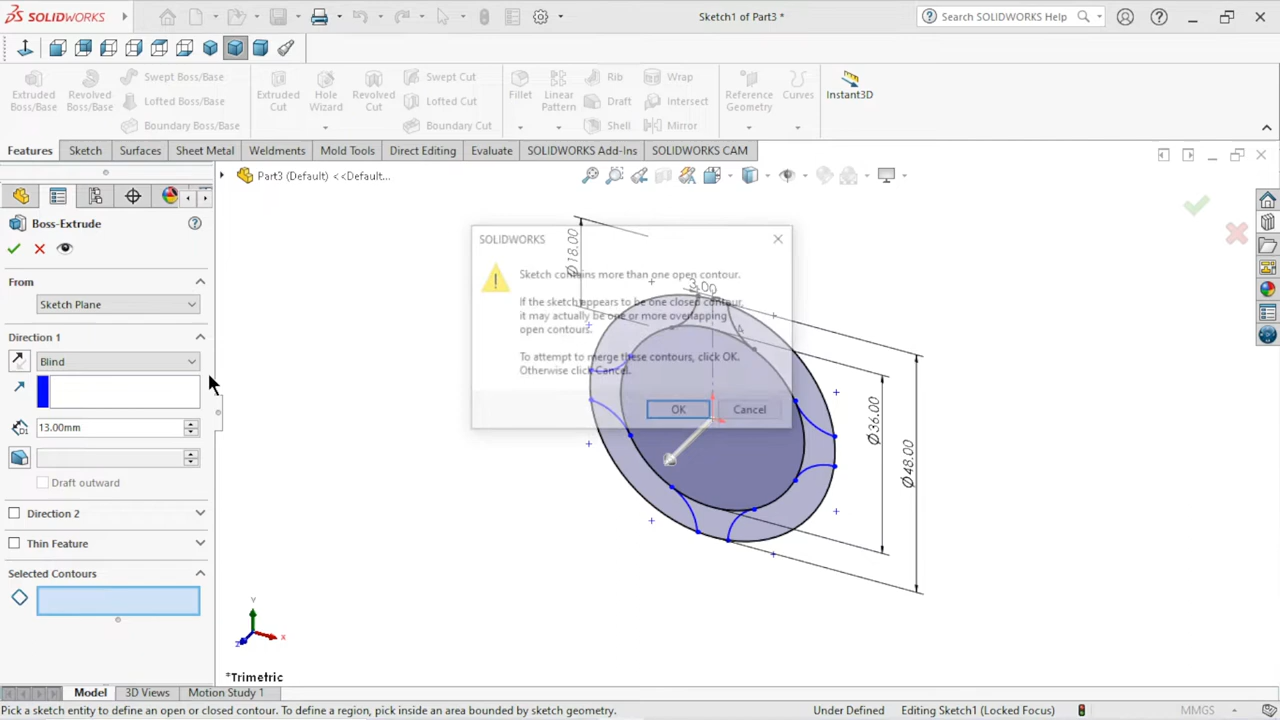 SOLIDWORKS
Sketch1 of Part3 *
Search SOLIDWORKS Help
Extruded Boss/Base
Revolved Boss/Base
Swept Boss/Base
Lofted Boss/Base
Boundary Boss/Base
Extruded Cut
Hole Wizard
Revolved Cut
Swept Cut
Lofted Cut
Boundary Cut
Fillet
Linear Pattern
Rib
Draft
Shell
Wrap
Intersect
Mirror
Reference Geometry
Curves
Instant3D
Features
Sketch
Surfaces
Sheet Metal
Weldments
Mold Tools
Direct Editing
Evaluate
SOLIDWORKS Add-Ins
SOLIDWORKS CAM
Part3 (Default) <<Default...
Boss-Extrude
From
Sketch Plane
Direction 1
Blind
13.00mm
Draft outward
Direction 2
Thin Feature
Selected Contours
SOLIDWORKS
Sketch contains more than one open contour.
If the sketch appears to be one closed contour,
it may actually be one or more overlapping
open contours.
To attempt to merge these contours, click OK.
Otherwise click Cancel.
OK
Cancel
Ø18.00
3.00
4
Ø36.00
Ø48.00
Y
X
Z
*Trimetric
Model
3D Views
Motion Study 1
Pick a sketch entity to define an open or closed contour. To define a region, pick inside an area bounded by sketch geometry.
Under Defined
Editing Sketch1 (Locked Focus)
MMGS